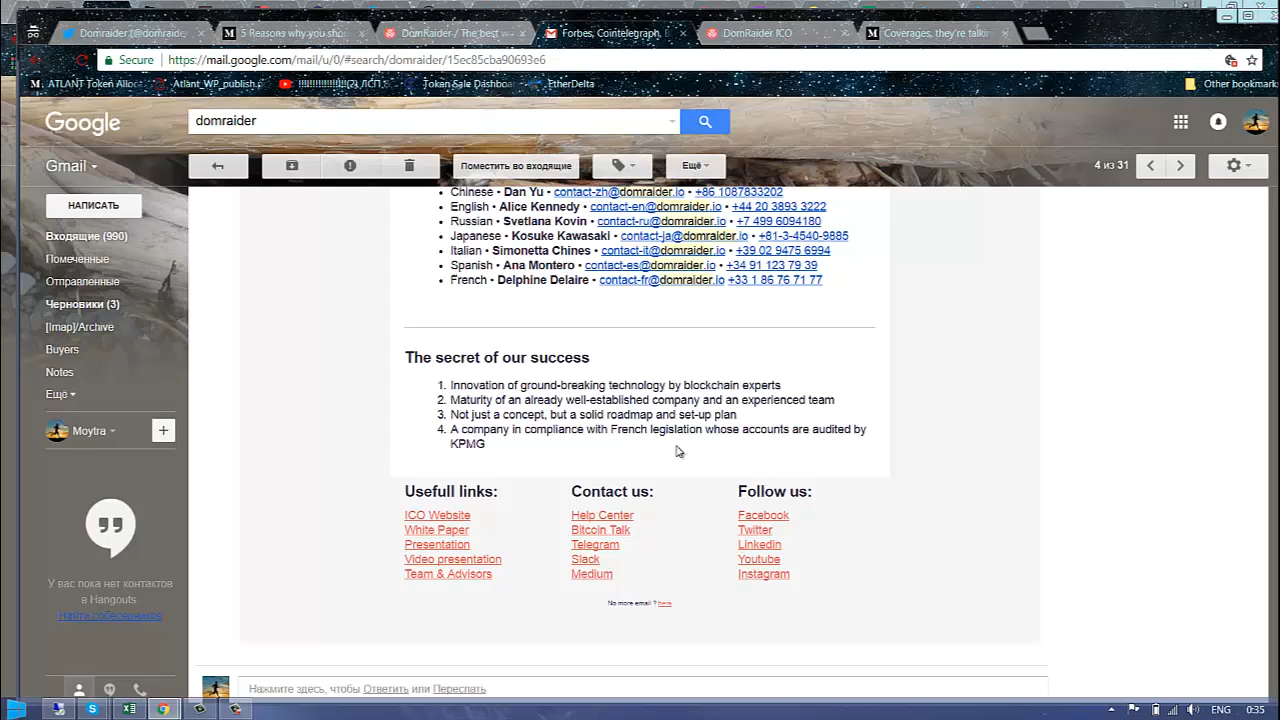 Domraider (@domraide
5 Reasons why you shou
DomRaider / The best w
Forbes, Cointelegraph, D
DomRaider ICO
Coverages, they're talkin
Secure
https://mail.google.com/mail/u/0/#search/domraider/15ec85cba90693e6
ATLANT Token Alloc
Atlant_WP_publish.p
!!!!!!!!!!!!!!!(2) ЛСП
Token Sale Dashboa
EtherDelta
Other bookmark
Google
domraider
Gmail
Поместить во входящие
Ещё
4 из 31
НАПИСАТЬ
Входящие (990)
Помеченные
Отправленные
Черновики (3)
[Imap]/Archive
Buyers
Notes
Ещё
Moytra
У вас пока нет контактов
в Hangouts
Найти собеседников
• Chinese • Dan Yu • contact-zh@domraider.io • +86 1087833202
• English • Alice Kennedy • contact-en@domraider.io • +44 20 3893 3222
• Russian • Svetlana Kovin • contact-ru@domraider.io • +7 499 6094180
• Japanese • Kosuke Kawasaki • contact-ja@domraider.io • +81-3-4540-9885
• Italian • Simonetta Chines • contact-it@domraider.io • +39 02 9475 6994
• Spanish • Ana Montero • contact-es@domraider.io • +34 91 123 79 39
• French • Delphine Delaire • contact-fr@domraider.io +33 1 86 76 71 77
The secret of our success
1. Innovation of ground-breaking technology by blockchain experts
2. Maturity of an already well-established company and an experienced team
3. Not just a concept, but a solid roadmap and set-up plan
4. A company in compliance with French legislation whose accounts are audited by
KPMG
Usefull links:
ICO Website
White Paper
Presentation
Video presentation
Team & Advisors
Contact us:
Help Center
Bitcoin Talk
Telegram
Slack
Medium
Follow us:
Facebook
Twitter
Linkedin
Youtube
Instagram
No more email ? here
Нажмите здесь, чтобы Ответить или Переслать
ENG
0:35